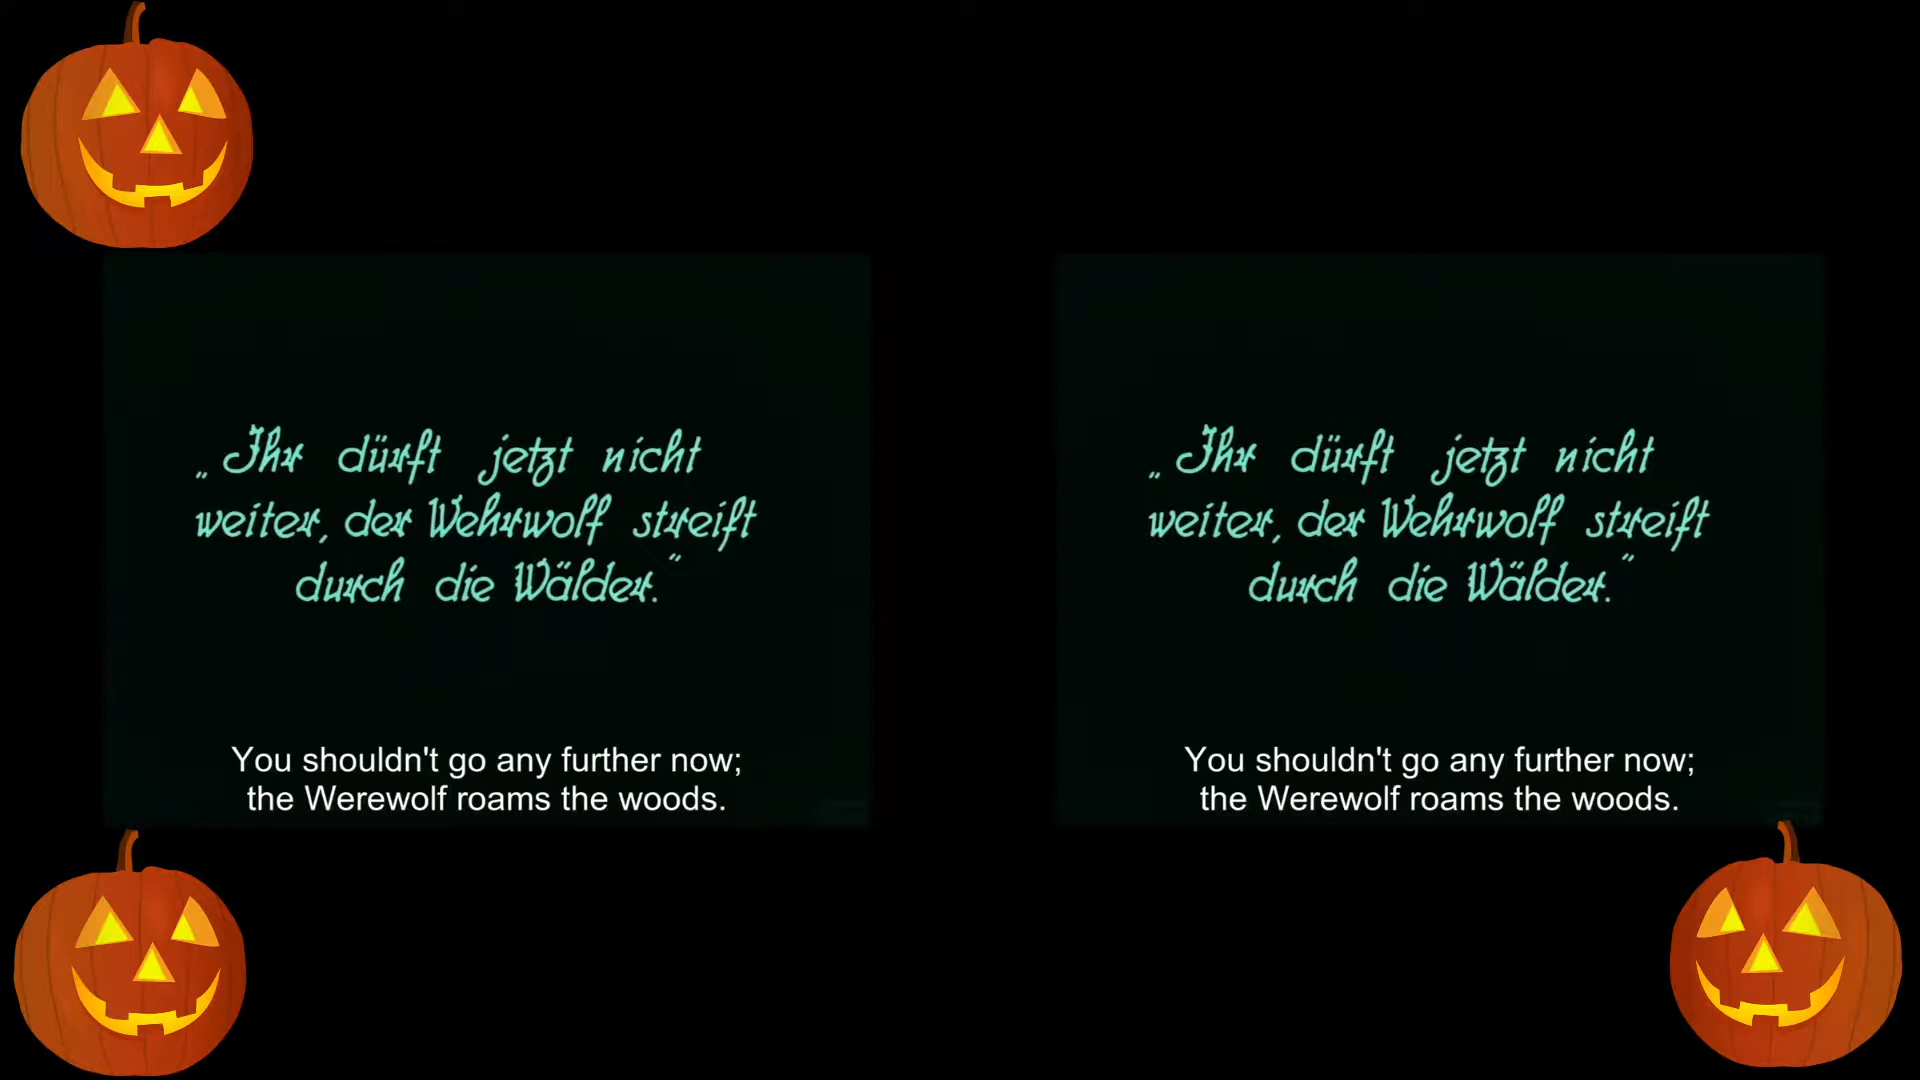 „Ihr dürft jetzt nicht
weiter, der Wehrwolf streift
durch die Wälder.“
You shouldn't go any further now;
the Werewolf roams the woods.
„Ihr dürft jetzt nicht
weiter, der Wehrwolf streift
durch die Wälder.“
You shouldn't go any further now;
the Werewolf roams the woods.